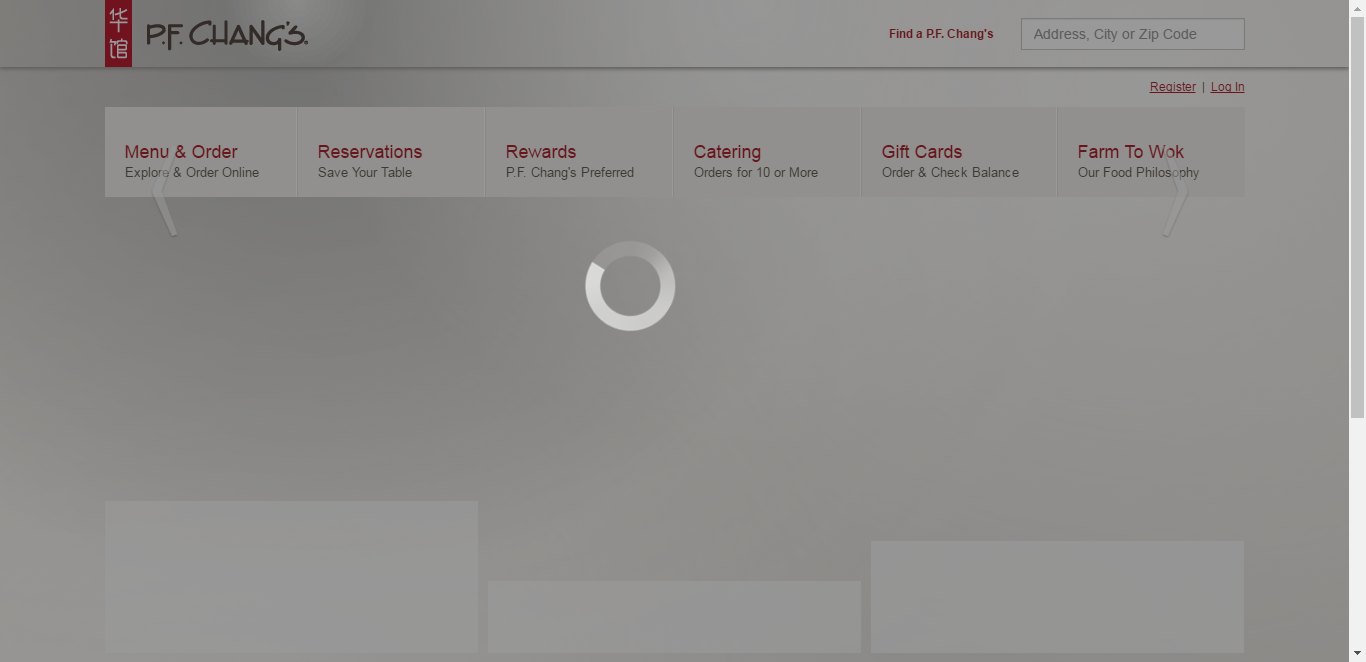 华
馆
P.F. CHANG'S
Find a P.F. Chang's
Address, City or Zip Code
Register | Log In
Menu & Order
Explore & Order Online
Reservations
Save Your Table
Rewards
P.F. Chang's Preferred
Catering
Orders for 10 or More
Gift Cards
Order & Check Balance
Farm To Wok
Our Food Philosophy